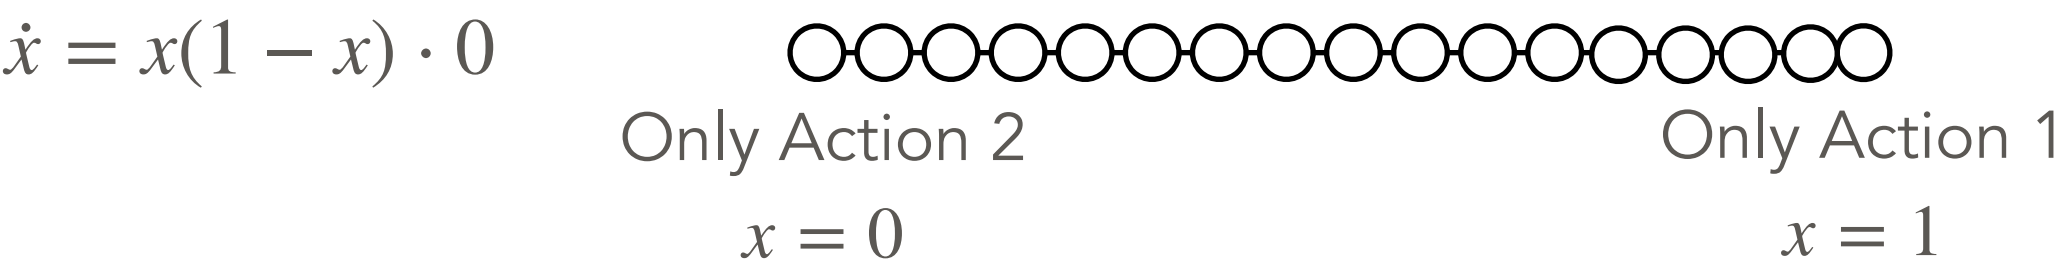 ẋ = x(1 − x) · 0
Only Action 2
Only Action 1
x = 0
x = 1